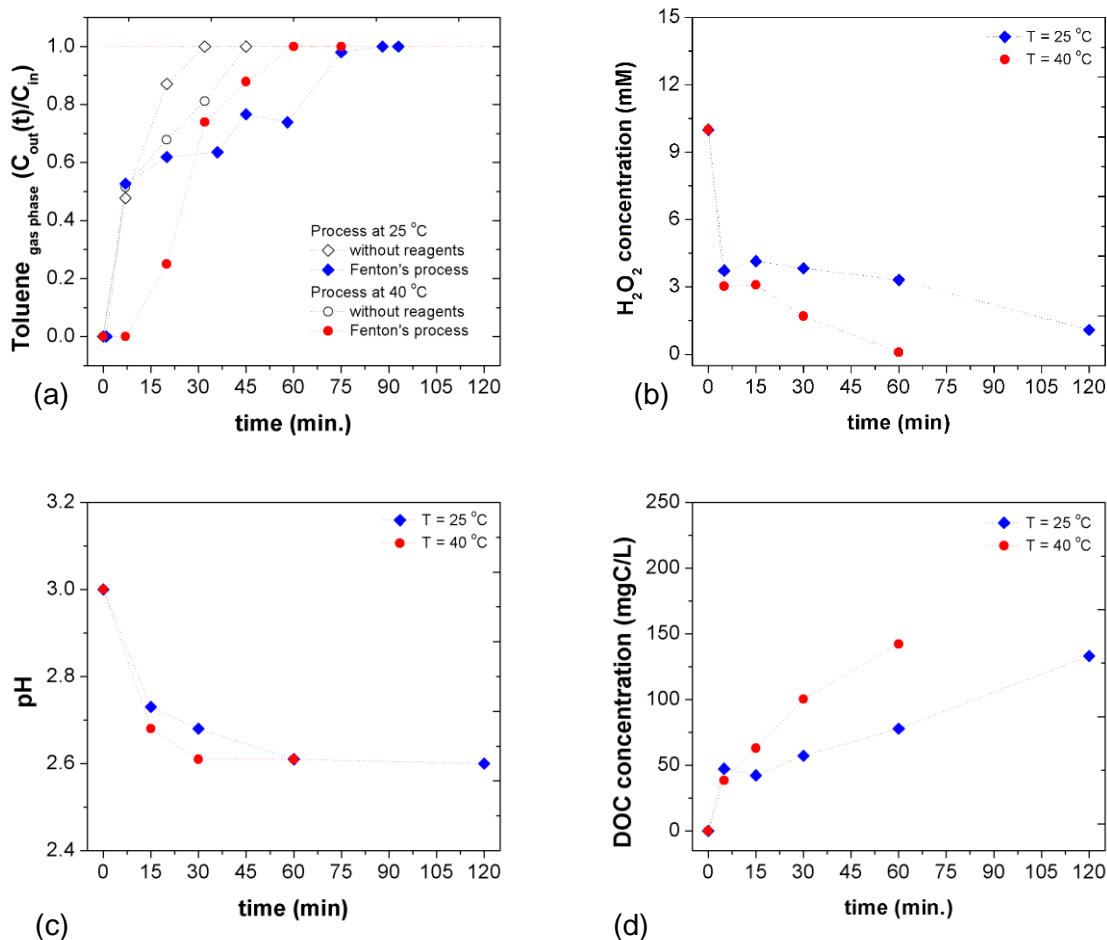 Toluene gas phase (C_out(t)/C_in)
1.0
0.8
0.6
0.4
0.2
0.0
Process at 25 °C
without reagents
Fenton's process
Process at 40 °C
without reagents
Fenton's process
0 15 30 45 60 75 90 105 120
time (min.)
(a)
H₂O₂ concentration (mM)
15
12
9
6
3
0
T = 25 °C
T = 40 °C
0 15 30 45 60 75 90 105 120
time (min)
(b)
pH
3.2
3.0
2.8
2.6
2.4
T = 25 °C
T = 40 °C
0 15 30 45 60 75 90 105 120
time (min)
(c)
DOC concentration (mgC/L)
250
200
150
100
50
0
T = 25 °C
T = 40 °C
0 15 30 45 60 75 90 105 120
time (min.)
(d)